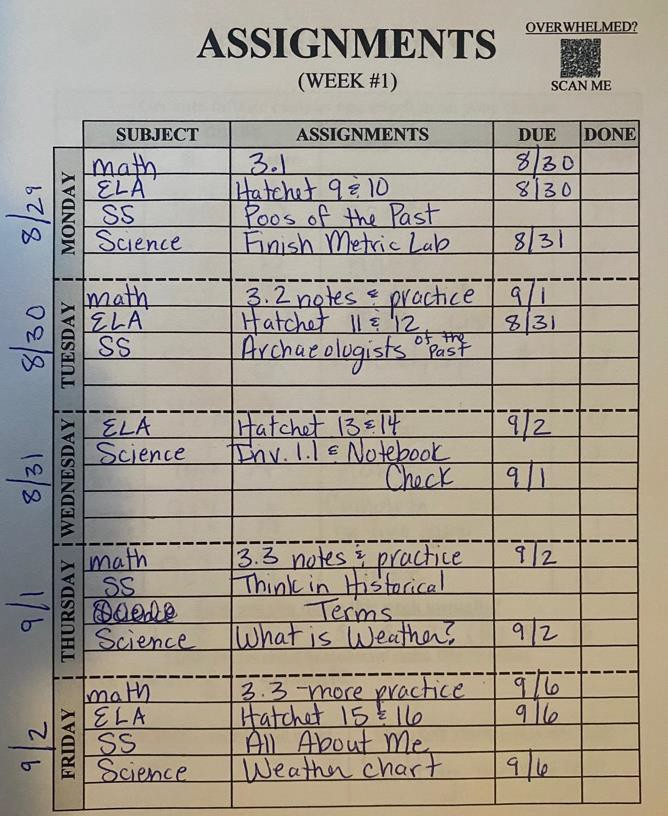 OVERWHELMED?
ASSIGNMENTS
(WEEK #1)
SCAN ME
SUBJECT ASSIGNMENTS DUE DONE
8/29 MONDAY
math 3.1 8/30
ELA Hatchet 9 & 10 8/30
SS Poos of the Past
Science Finish Metric Lab 8/31
8/30 TUESDAY
math 3.2 notes & practice 9/1
ELA Hatchet 11 & 12 8/31
SS Archaeologists of the Past
8/31 WEDNESDAY
ELA Hatchet 13 & 14 9/2
Science Inv. 1.1 & Notebook
Check 9/1
9/1 THURSDAY
math 3.3 notes & practice 9/2
SS Think in Historical
Terms
Science What is Weather? 9/2
9/2 FRIDAY
math 3.3 - more practice 9/6
ELA Hatchet 15 & 16 9/6
SS All About Me
Science Weather chart 9/6